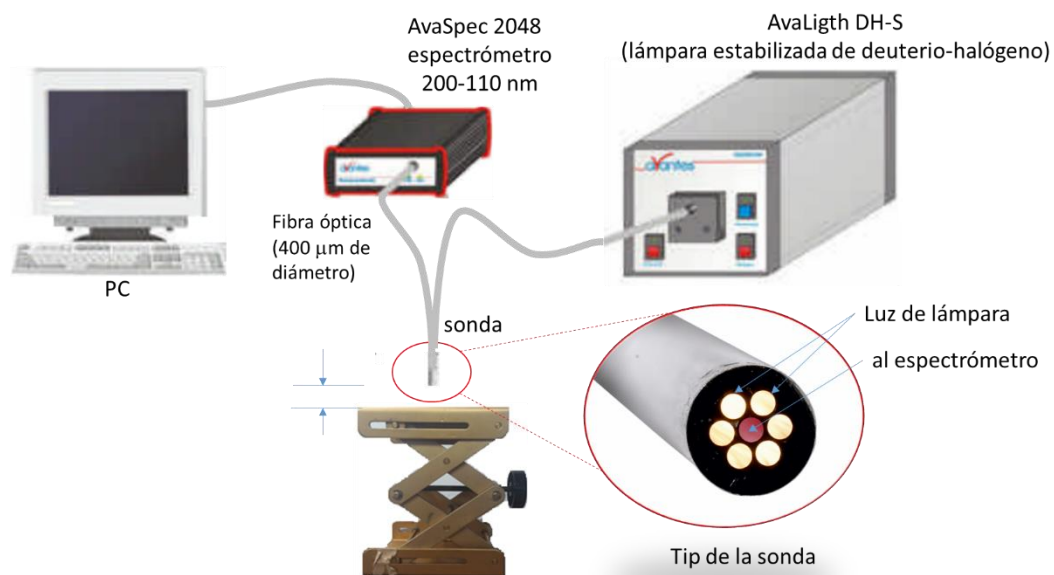 AvaSpec 2048
espectrómetro
200-110 nm
AvaLigth DH-S
(lámpara estabilizada de deuterio-halógeno)
avantes
avantes
Fibra óptica
(400 μm de
diámetro)
PC
sonda
Luz de lámpara
al espectrómetro
Tip de la sonda